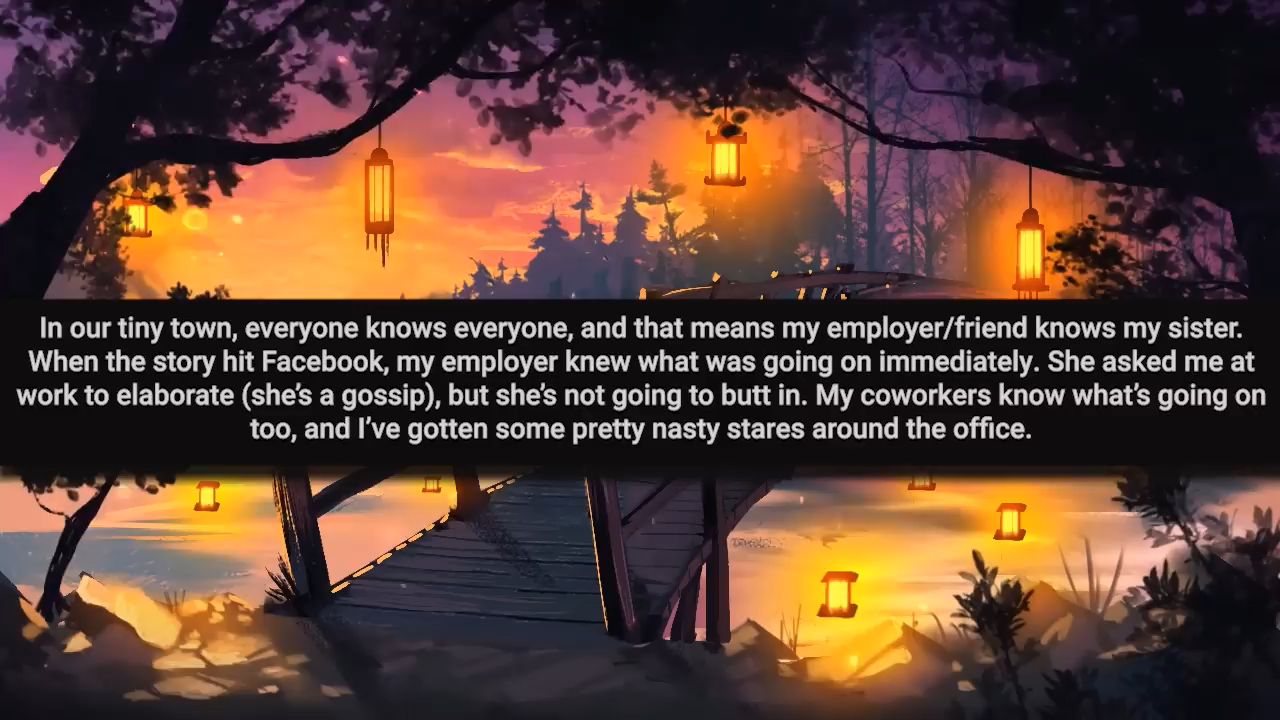 In our tiny town, everyone knows everyone, and that means my employer/friend knows my sister.
When the story hit Facebook, my employer knew what was going on immediately. She asked me at
work to elaborate (she’s a gossip), but she’s not going to butt in. My coworkers know what’s going on
too, and I’ve gotten some pretty nasty stares around the office.